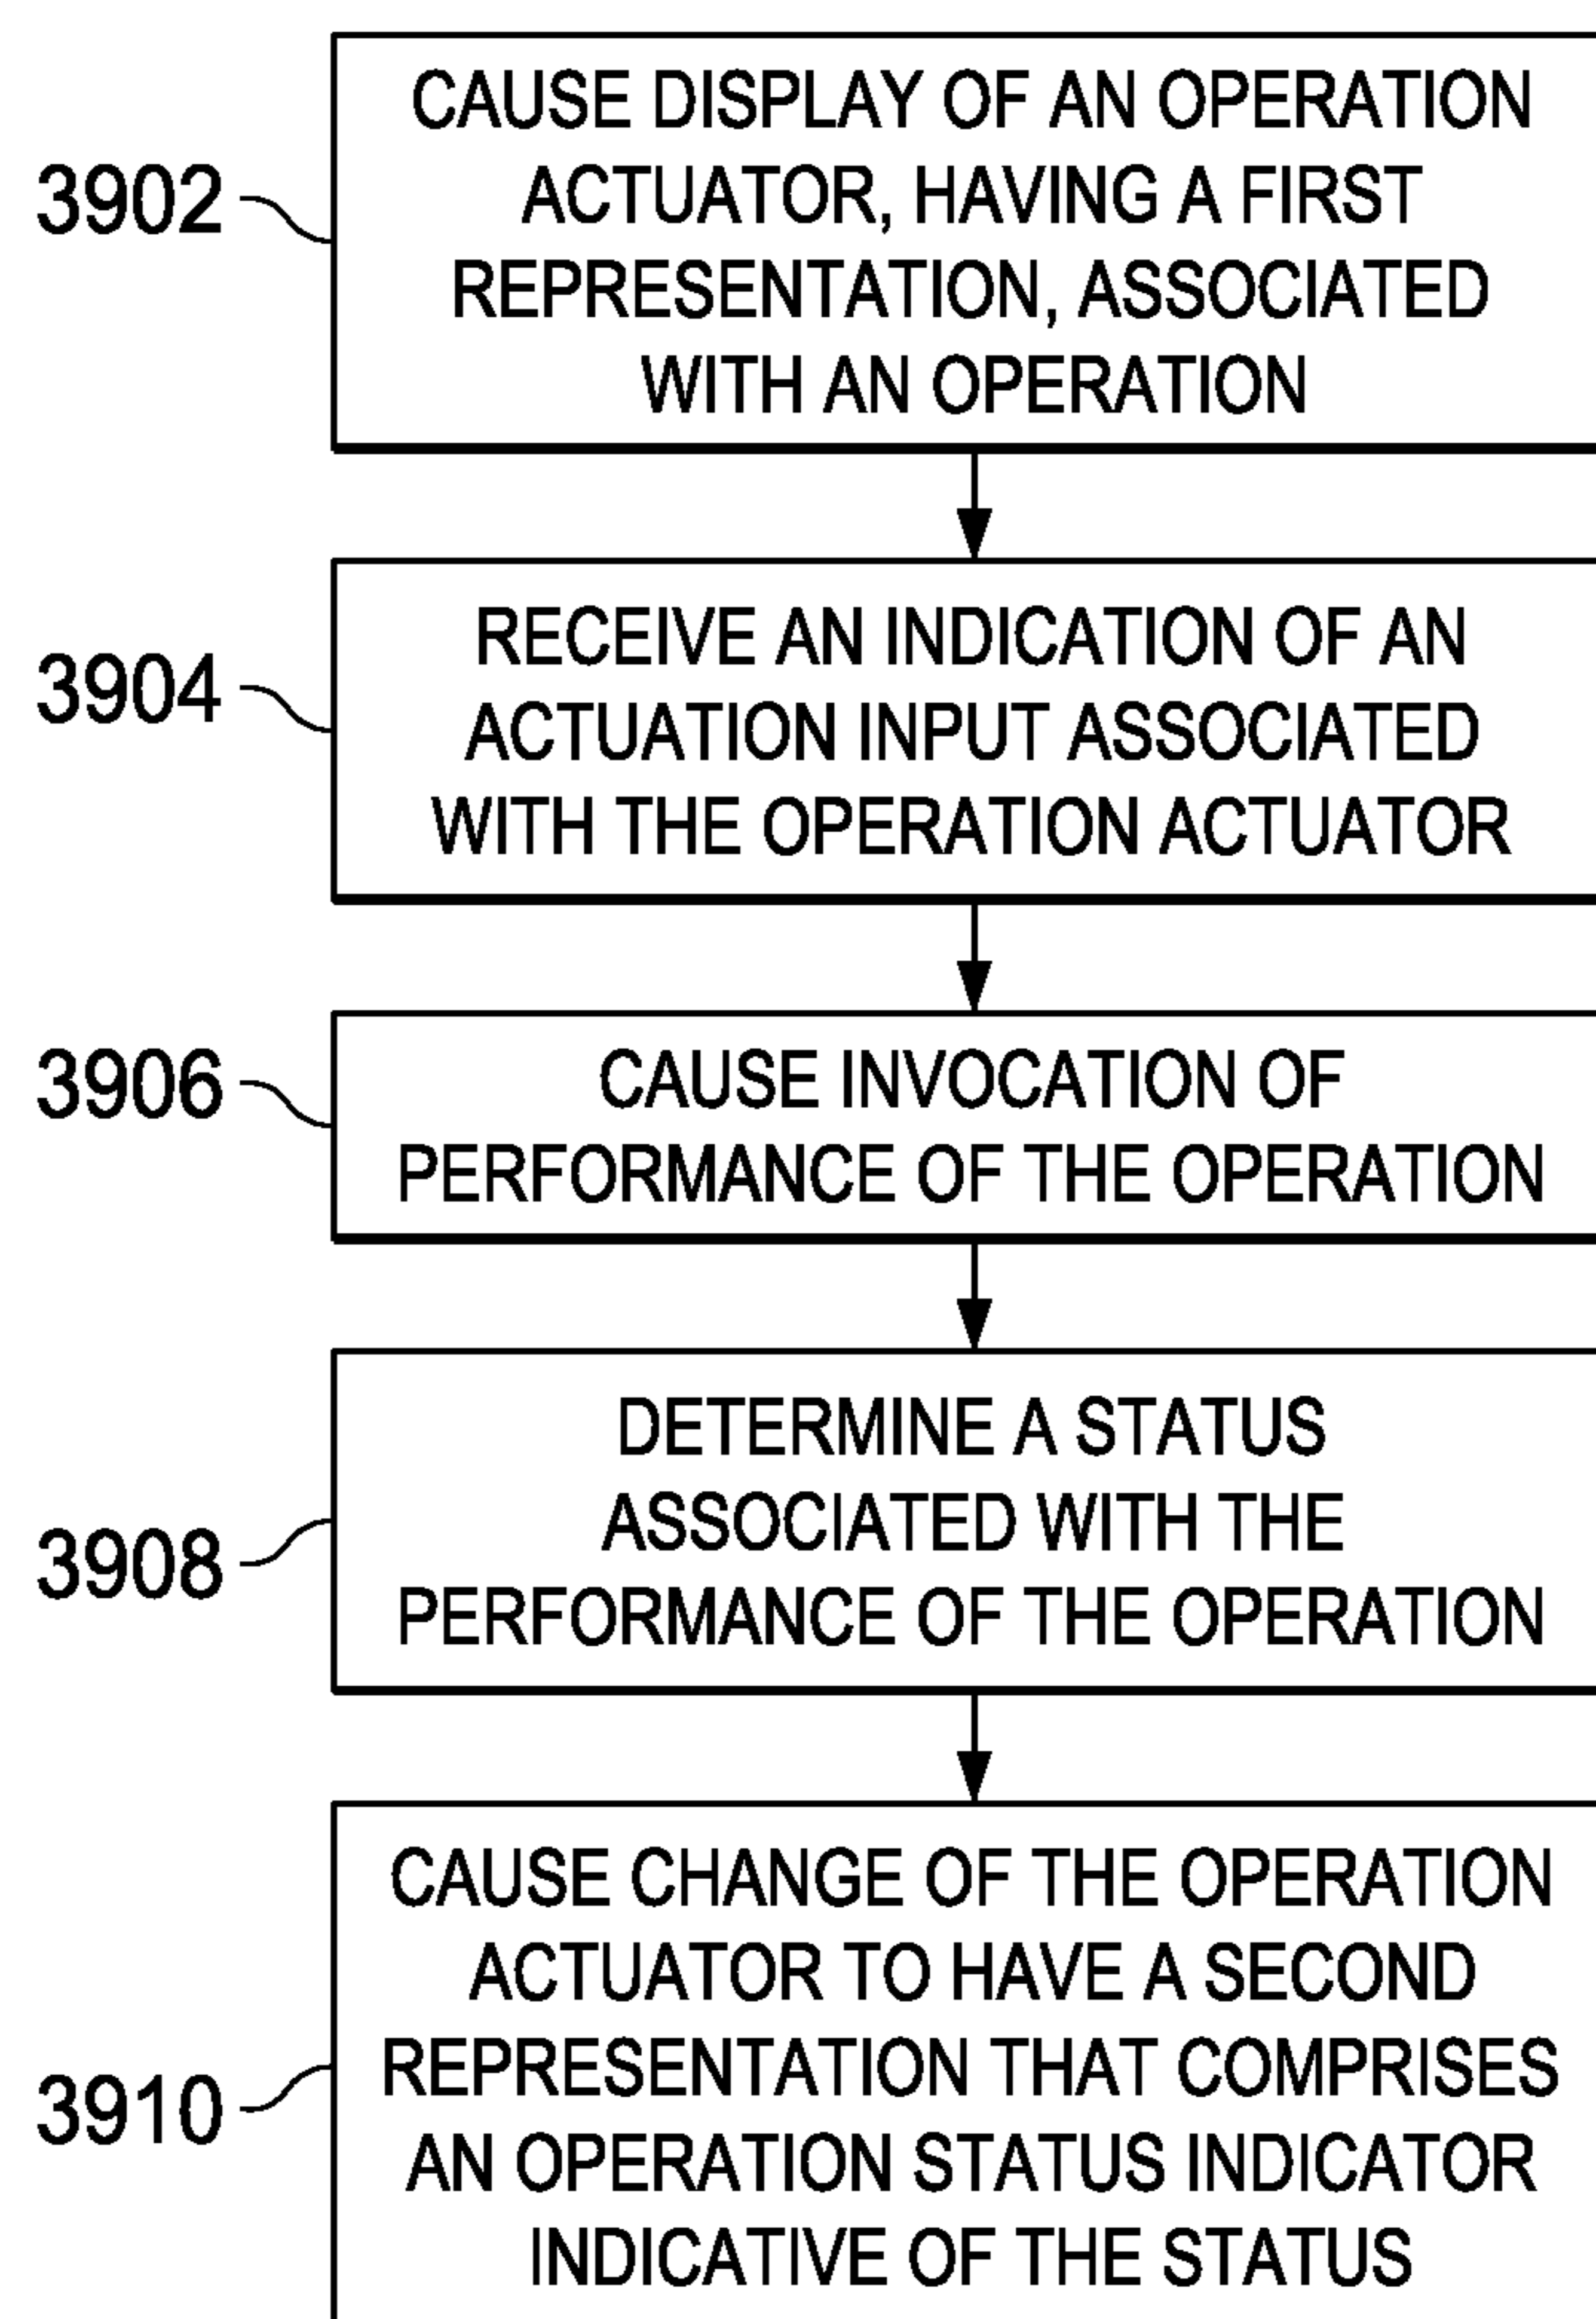 CAUSE DISPLAY OF AN OPERATION
ACTUATOR, HAVING A FIRST
REPRESENTATION, ASSOCIATED
WITH AN OPERATION
3902
RECEIVE AN INDICATION OF AN
ACTUATION INPUT ASSOCIATED
WITH THE OPERATION ACTUATOR
3904
CAUSE INVOCATION OF
PERFORMANCE OF THE OPERATION
3906
DETERMINE A STATUS
ASSOCIATED WITH THE
PERFORMANCE OF THE OPERATION
3908
CAUSE CHANGE OF THE OPERATION
ACTUATOR TO HAVE A SECOND
REPRESENTATION THAT COMPRISES
AN OPERATION STATUS INDICATOR
INDICATIVE OF THE STATUS
3910